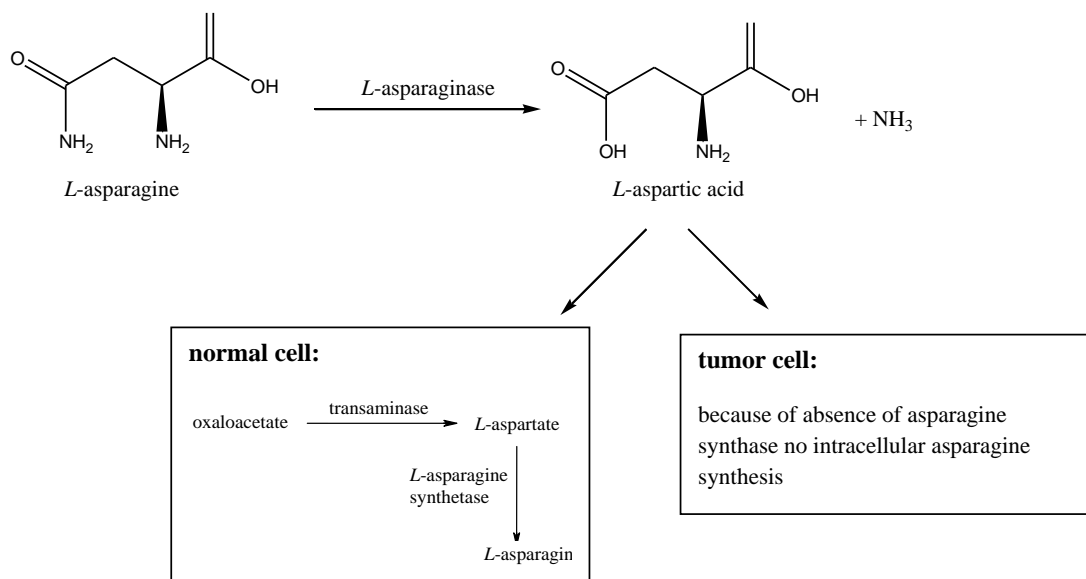 O
OH
NH2
NH2
L-asparagine
L-asparaginase
O
OH
OH
NH2
L-aspartic acid
+ NH3
normal cell:
oxaloacetate
transaminase
L-aspartate
L-asparagine
synthetase
L-asparagin
tumor cell:
because of absence of asparagine
synthase no intracellular asparagine
synthesis